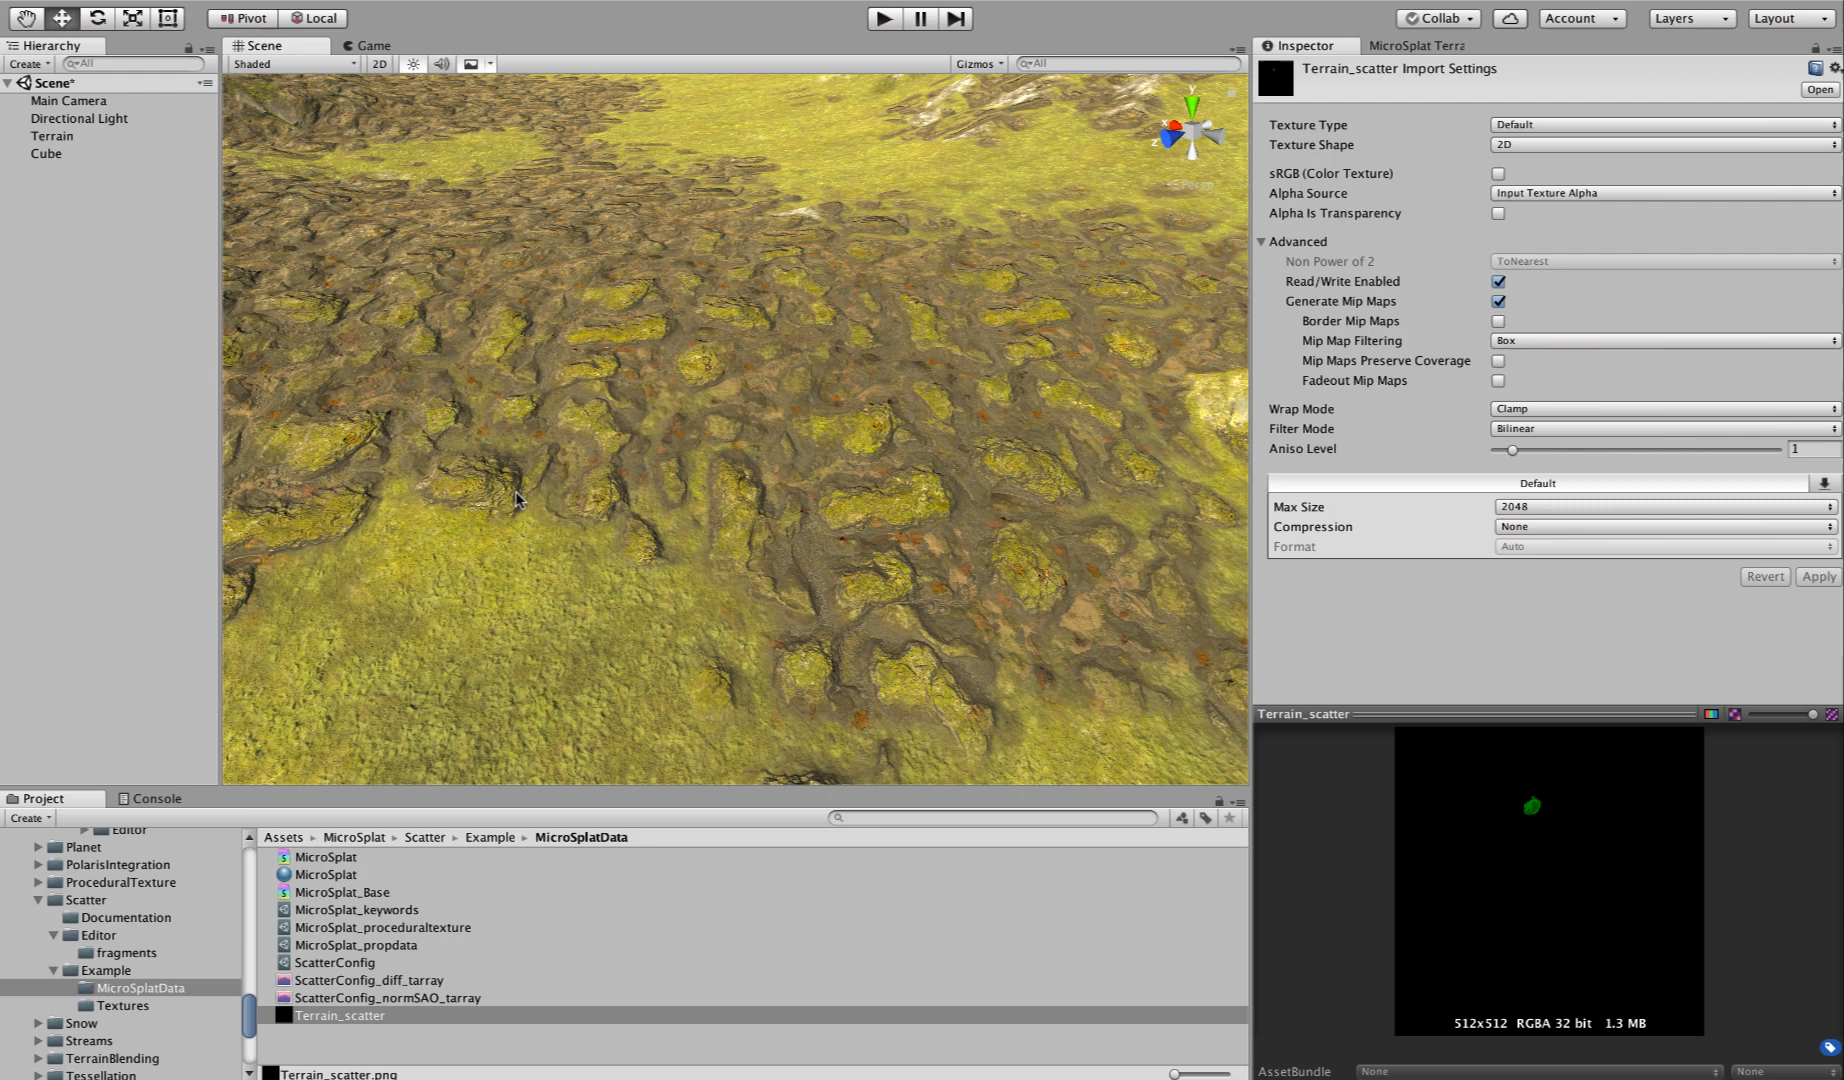 Pivot Local Collab Account Layers Layout
Hierarchy
Create All
Scene*
Main Camera
Directional Light
Terrain
Cube
Scene Game
Shaded 2D Gizmos All
y
x
z
Persp
Inspector MicroSplat Terra
Terrain_scatter Import Settings
Open
Texture Type Default
Texture Shape 2D
sRGB (Color Texture)
Alpha Source Input Texture Alpha
Alpha Is Transparency
Advanced
Non Power of 2 ToNearest
Read/Write Enabled
Generate Mip Maps
Border Mip Maps
Mip Map Filtering Box
Mip Maps Preserve Coverage
Fadeout Mip Maps
Wrap Mode Clamp
Filter Mode Bilinear
Aniso Level 1
Default
Max Size 2048
Compression None
Format Auto
Revert Apply
Terrain_scatter
512x512 RGBA 32 bit 1.3 MB
AssetBundle None None
Project Console
Create
Editor
Planet
PolarisIntegration
ProceduralTexture
Scatter
Documentation
Editor
fragments
Example
MicroSplatData
Textures
Snow
Streams
TerrainBlending
Tessellation
Assets MicroSplat Scatter Example MicroSplatData
MicroSplat
MicroSplat
MicroSplat_Base
MicroSplat_keywords
MicroSplat_proceduraltexture
MicroSplat_propdata
ScatterConfig
ScatterConfig_diff_tarray
ScatterConfig_normSAO_tarray
Terrain_scatter
Terrain_scatter.png